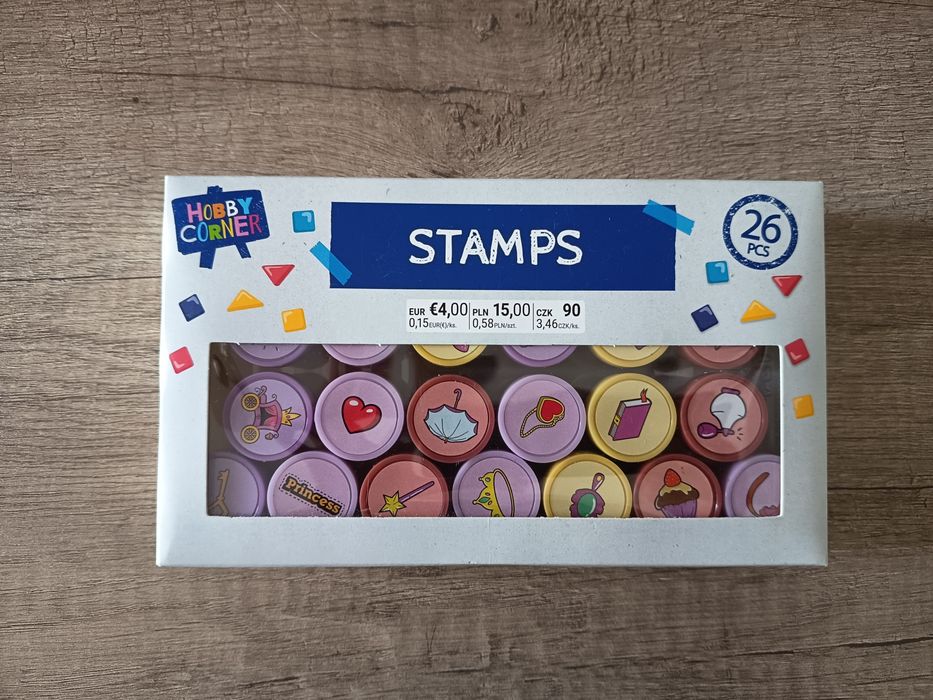 HOBBY
CORNER
STAMPS
26
PCS
EUR €4,00 PLN 15,00 CZK 90
0,15EUR(€)/ks. 0,58PLN/szt. 3,46CZK/ks.
Princess